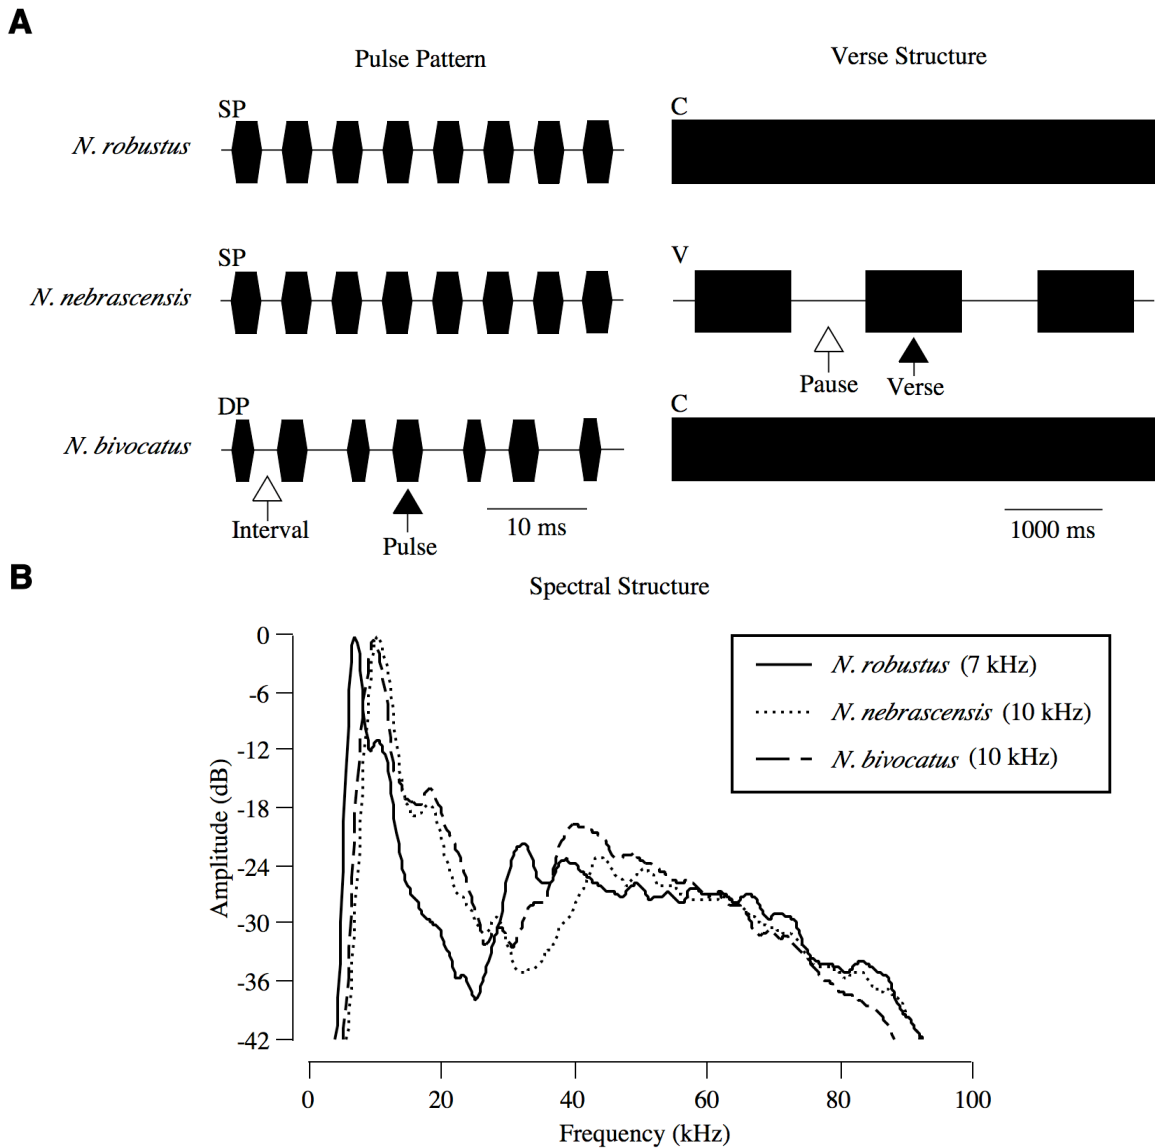 A
Pulse Pattern
Verse Structure
SP
C
N. robustus
SP
V
N. nebrascensis
Pause
Verse
DP
C
N. bivocatus
Interval
Pulse
10 ms
1000 ms
B
Spectral Structure
0
-6
-12
-18
-24
-30
-36
-42
Amplitude (dB)
N. robustus (7 kHz)
N. nebrascensis (10 kHz)
N. bivocatus (10 kHz)
0 20 40 60 80 100
Frequency (kHz)